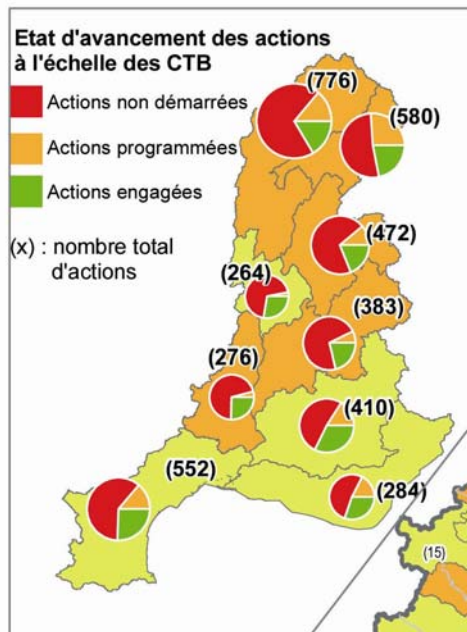 Etat d'avancement des actions
à l'échelle des CTB
Actions non démarrées
Actions programmées
Actions engagées
(x) : nombre total
d'actions
(776)
(580)
(472)
(264)
(383)
(276)
(410)
(552)
(284)
(15)